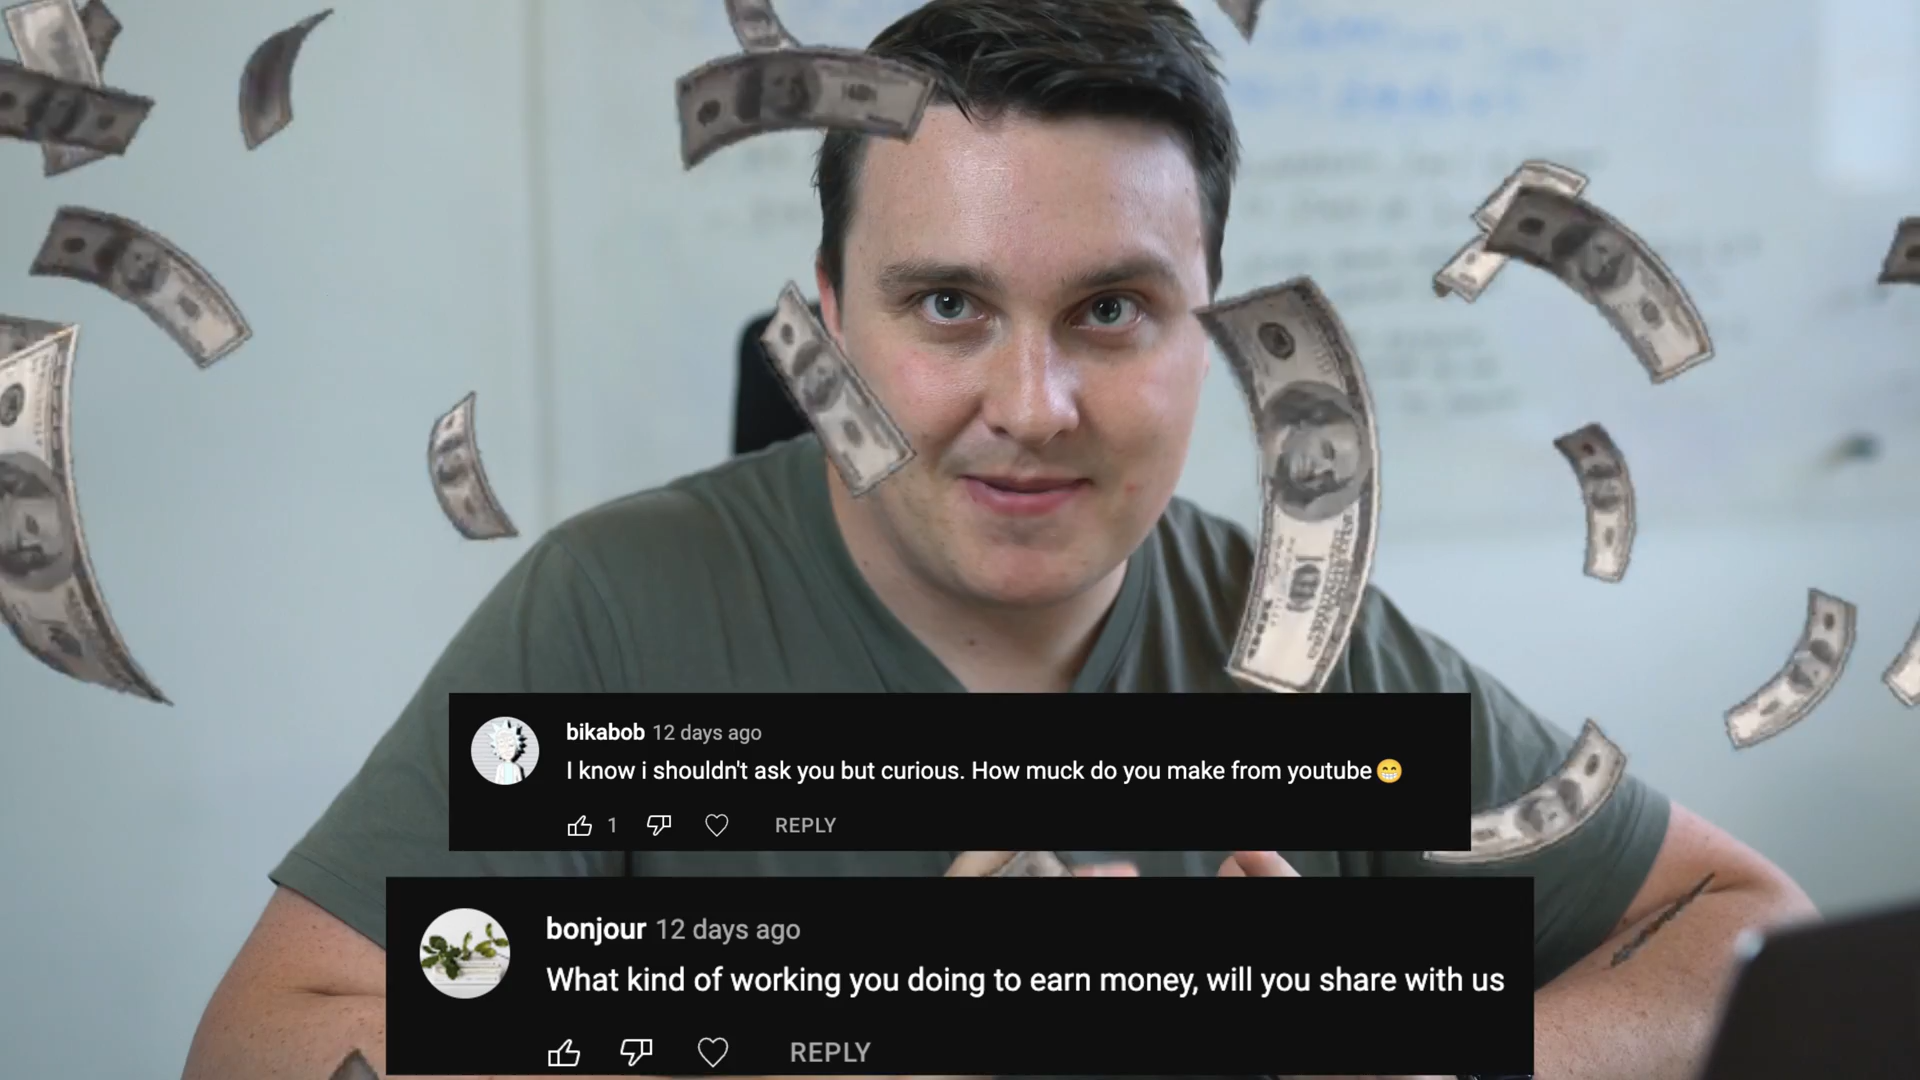 bikabob 12 days ago
I know i shouldn't ask you but curious. How muck do you make from youtube😁
1 REPLY
bonjour 12 days ago
What kind of working you doing to earn money, will you share with us
REPLY